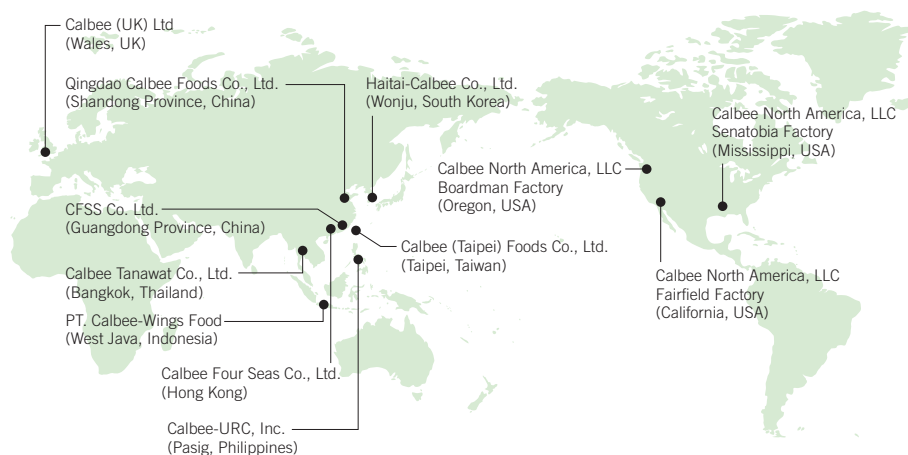 Calbee (UK) Ltd
(Wales, UK)
Qingdao Calbee Foods Co., Ltd.
(Shandong Province, China)
Haitai-Calbee Co., Ltd.
(Wonju, South Korea)
Calbee North America, LLC
Senatobia Factory
(Mississippi, USA)
Calbee North America, LLC
Boardman Factory
(Oregon, USA)
CFSS Co. Ltd.
(Guangdong Province, China)
Calbee (Taipei) Foods Co., Ltd.
(Taipei, Taiwan)
Calbee Tanawat Co., Ltd.
(Bangkok, Thailand)
Calbee North America, LLC
Fairfield Factory
(California, USA)
PT. Calbee-Wings Food
(West Java, Indonesia)
Calbee Four Seas Co., Ltd.
(Hong Kong)
Calbee-URC, Inc.
(Pasig, Philippines)